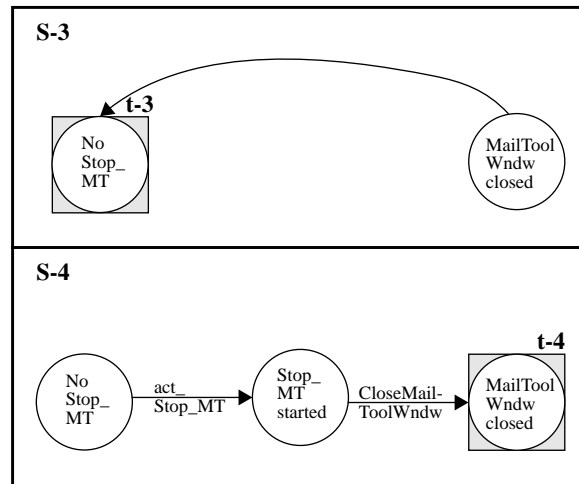 S-3
t-3
No
Stop_
MT
MailTool
Wndw
closed
S-4
t-4
No
Stop_
MT
act_
Stop_MT
Stop_
MT
started
CloseMail-
ToolWndw
MailTool
Wndw
closed